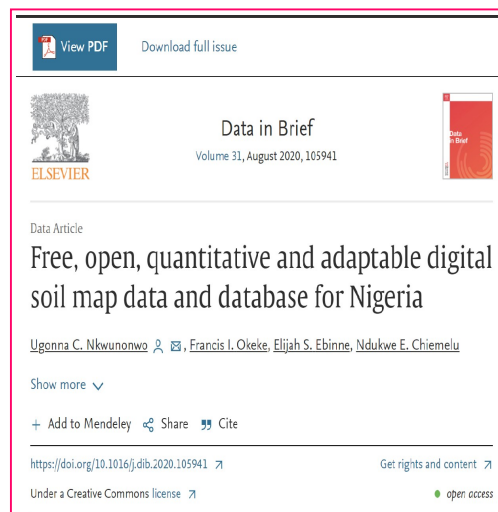 View PDF
Download full issue
ELSEVIER
Data in Brief
Volume 31, August 2020, 105941
Data
in Brief
Data Article
Free, open, quantitative and adaptable digital
soil map data and database for Nigeria
Ugonna C. Nkwunonwo, Francis I. Okeke, Elijah S. Ebinne, Ndukwe E. Chiemelu
Show more
Add to Mendeley Share Cite
https://doi.org/10.1016/j.dib.2020.105941
Get rights and content
Under a Creative Commons license
open access